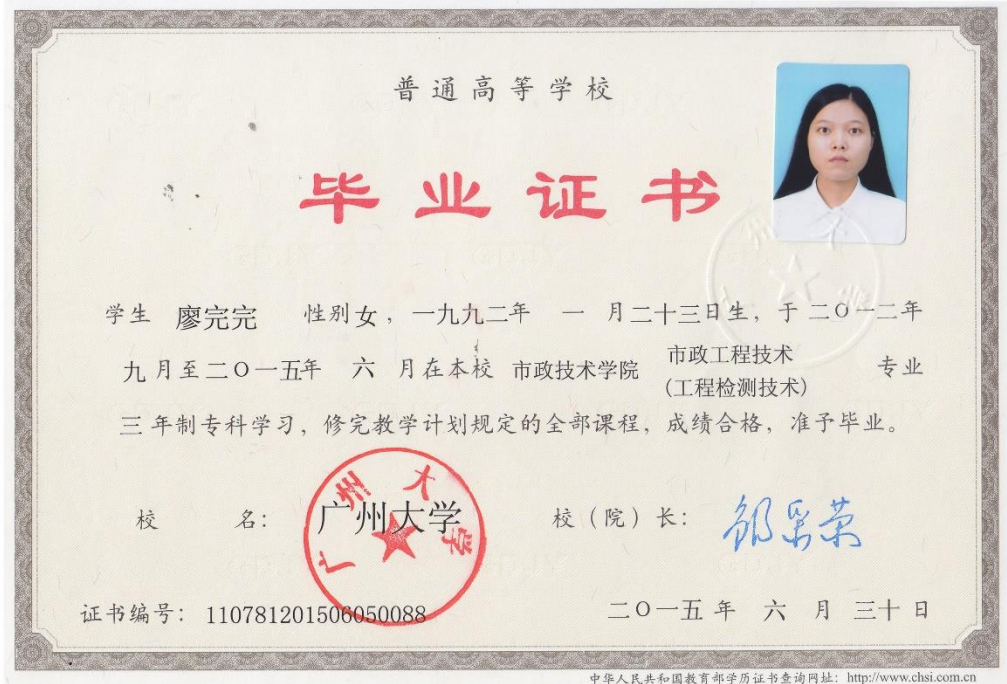 普通高等学校
毕业证书
学生 廖完完 性别女，一九九二年 一 月二十三日生，于二〇一二年
九月至二〇一五年 六 月在本校 市政技术学院 市政工程技术(工程检测技术) 专业
三年制专科学习，修完教学计划规定的全部课程，成绩合格，准予毕业。
校 名： 广州大学 校（院）长：
广州大学
证书编号：110781201506050088 二〇一五年 六 月 三十日
中华人民共和国教育部学历证书查询网址：http://www.chsi.com.cn